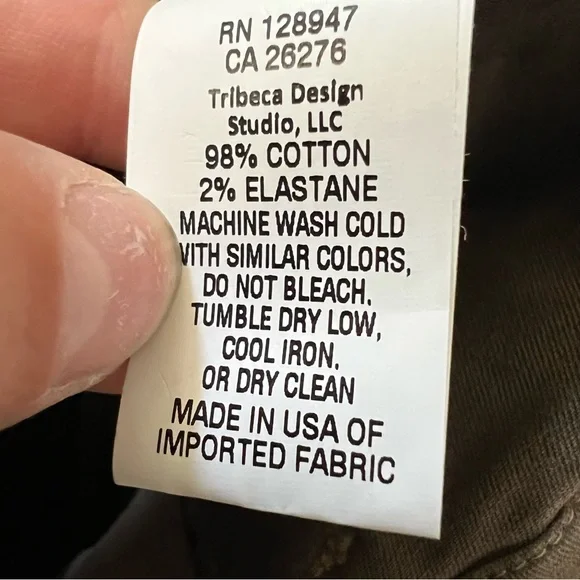 RN 128947
CA 26276
Tribeca Design
Studio, LLC
98% COTTON
2% ELASTANE
MACHINE WASH COLD
WITH SIMILAR COLORS,
DO NOT BLEACH.
TUMBLE DRY LOW,
COOL IRON.
OR DRY CLEAN
MADE IN USA OF
IMPORTED FABRIC